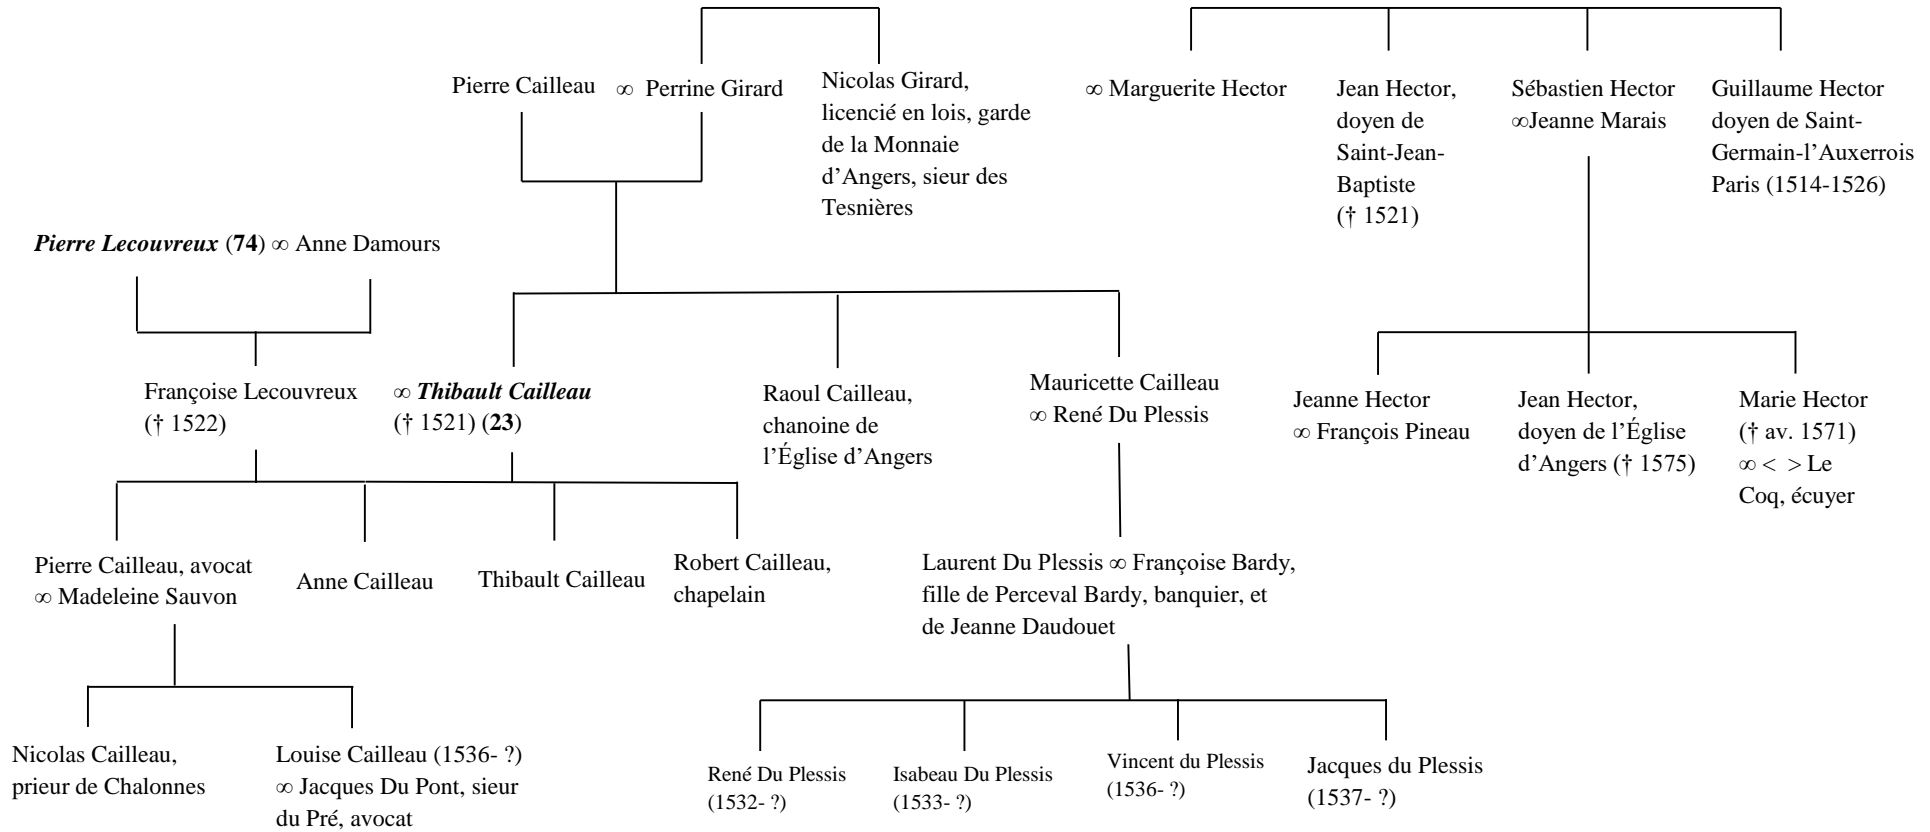 Pierre Cailleau
∞ Perrine Girard
Nicolas Girard,
licencié en lois, garde
de la Monnaie
d’Angers, sieur des
Tesnières
∞ Marguerite Hector
Jean Hector,
doyen de
Saint-Jean-
Baptiste
(† 1521)
Sébastien Hector
∞Jeanne Marais
Guillaume Hector
doyen de Saint-
Germain-l’Auxerrois
Paris (1514-1526)
Pierre Lecouvreux (74) ∞ Anne Damours
Françoise Lecouvreux
(† 1522)
∞ Thibault Cailleau
(† 1521) (23)
Raoul Cailleau,
chanoine de
l’Église d’Angers
Mauricette Cailleau
∞ René Du Plessis
Jeanne Hector
∞ François Pineau
Jean Hector,
doyen de l’Église
d’Angers († 1575)
Marie Hector
(† av. 1571)
∞ < > Le
Coq, écuyer
Pierre Cailleau, avocat
∞ Madeleine Sauvon
Anne Cailleau
Thibault Cailleau
Robert Cailleau,
chapelain
Laurent Du Plessis ∞ Françoise Bardy,
fille de Perceval Bardy, banquier, et
de Jeanne Daudouet
Nicolas Cailleau,
prieur de Chalonnes
Louise Cailleau (1536- ?)
∞ Jacques Du Pont, sieur
du Pré, avocat
René Du Plessis
(1532- ?)
Isabeau Du Plessis
(1533- ?)
Vincent du Plessis
(1536- ?)
Jacques du Plessis
(1537- ?)